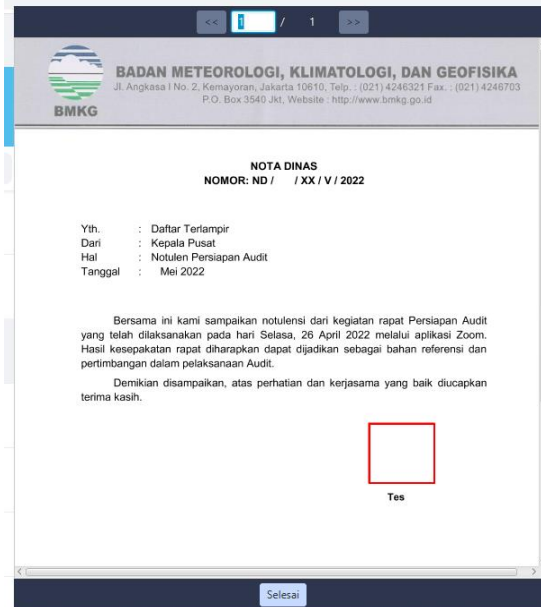 << 1 / 1 >>
BADAN METEOROLOGI, KLIMATOLOGI, DAN GEOFISIKA
Jl. Angkasa I No. 2, Kemayoran, Jakarta 10610, Telp. : (021) 4246321 Fax. : (021) 4246703
P.O. Box 3540 Jkt, Website : http://www.bmkg.go.id
BMKG
NOTA DINAS
NOMOR: ND / / XX / V / 2022
Yth. : Daftar Terlampir
Dari : Kepala Pusat
Hal : Notulen Persiapan Audit
Tanggal : Mei 2022
Bersama ini kami sampaikan notulensi dari kegiatan rapat Persiapan Audit
yang telah dilaksanakan pada hari Selasa, 26 April 2022 melalui aplikasi Zoom.
Hasil kesepakatan rapat diharapkan dapat dijadikan sebagai bahan referensi dan
pertimbangan dalam pelaksanaan Audit.
Demikian disampaikan, atas perhatian dan kerjasama yang baik diucapkan
terima kasih.
Tes
Selesai